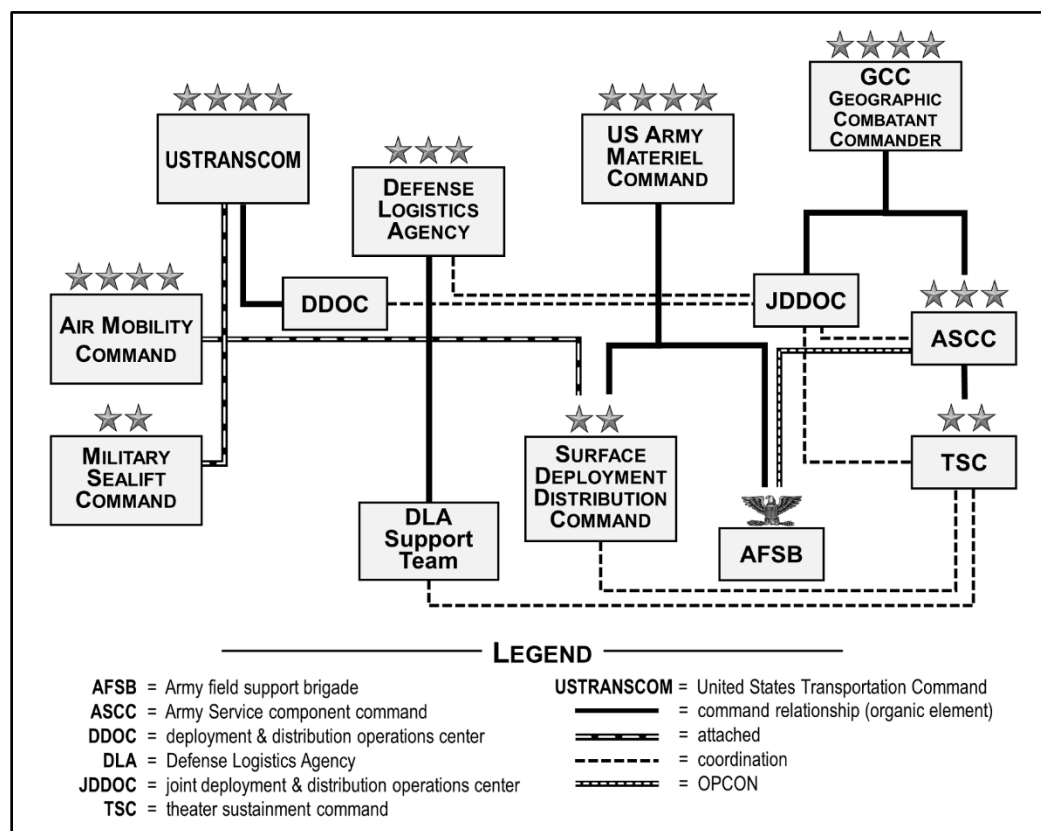 GCC
GEOGRAPHIC
COMBATANT
COMMANDER
USTRANSCOM
US ARMY
MATERIEL
COMMAND
DEFENSE
LOGISTICS
AGENCY
DDOC
JDDOC
AIR MOBILITY
COMMAND
ASCC
MILITARY
SEALIFT
COMMAND
SURFACE
DEPLOYMENT
DISTRIBUTION
COMMAND
TSC
DLA
Support
Team
AFSB
LEGEND
AFSB = Army field support brigade
ASCC = Army Service component command
DDOC = deployment & distribution operations center
DLA = Defense Logistics Agency
JDDOC = joint deployment & distribution operations center
TSC = theater sustainment command
USTRANSCOM = United States Transportation Command
= command relationship (organic element)
= attached
= coordination
= OPCON